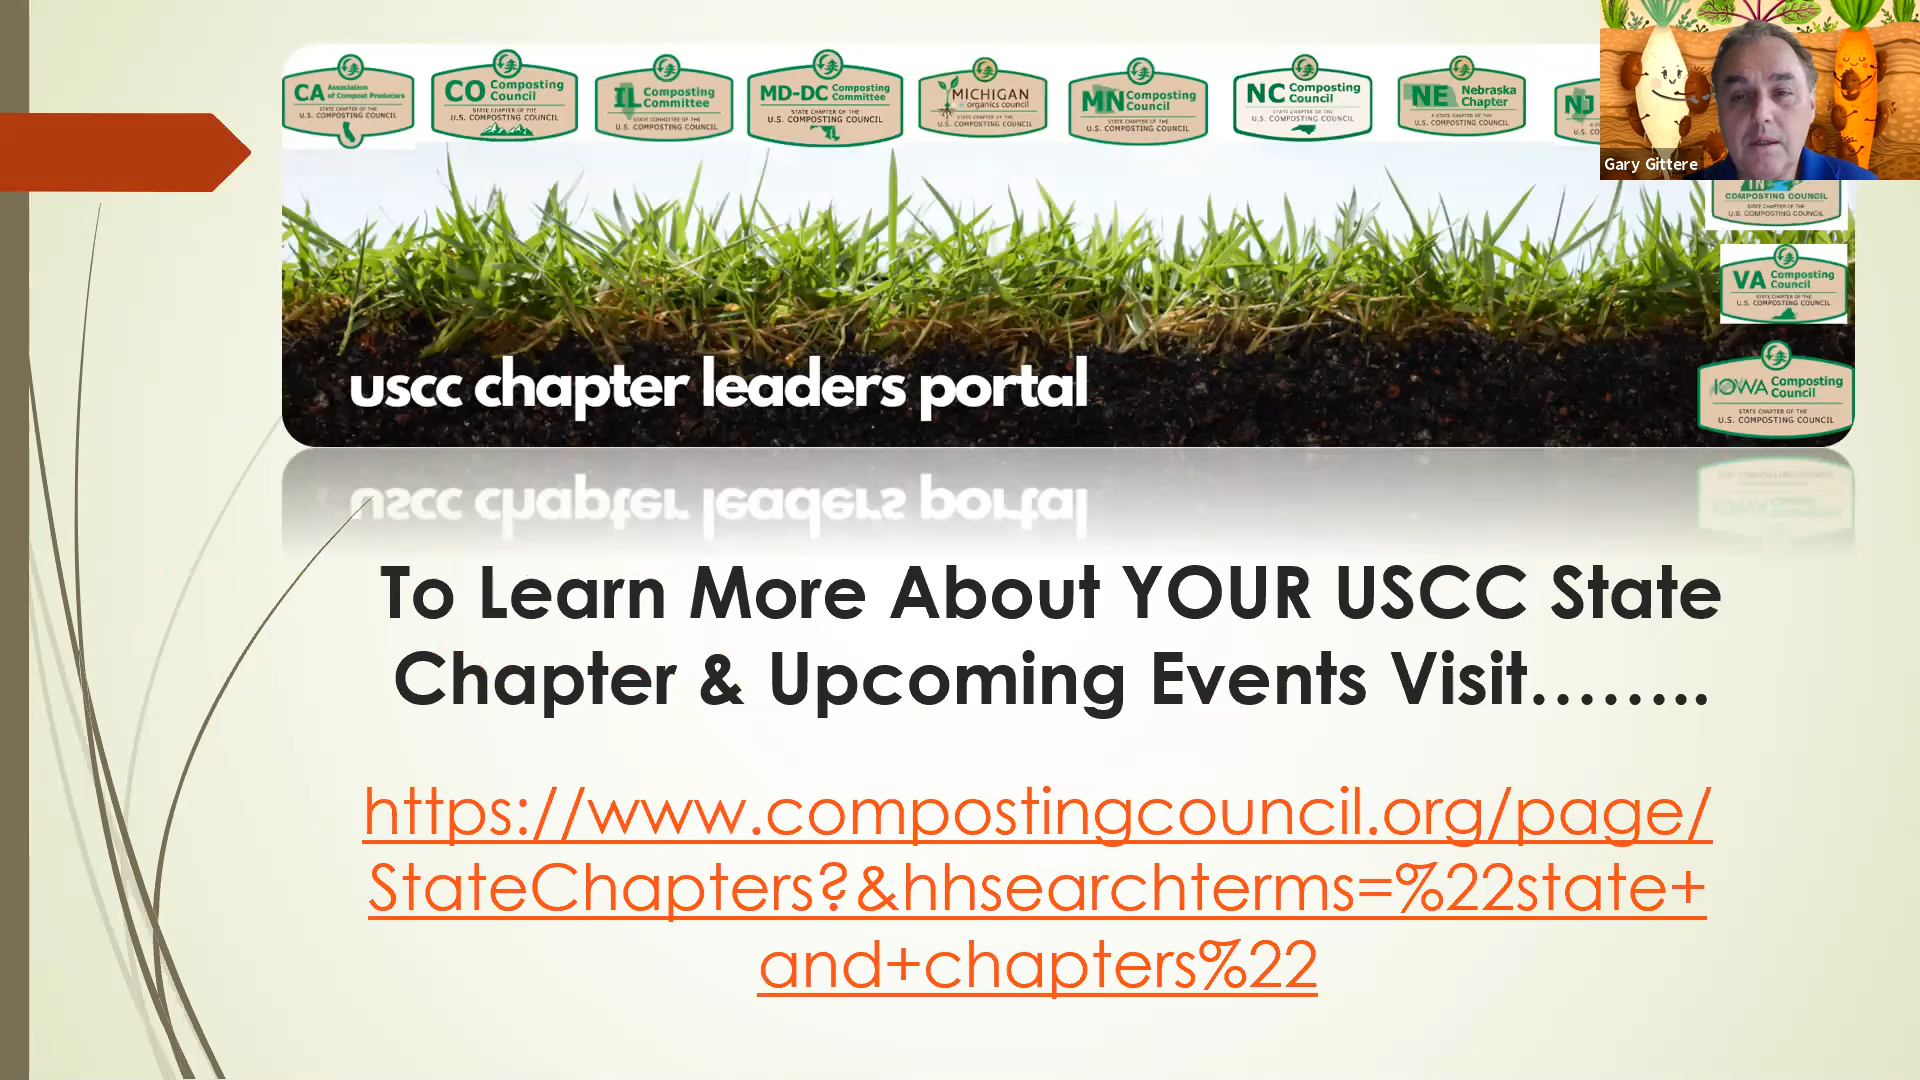 CA Association
of Compost Producers
STATE CHAPTER OF THE
U.S. COMPOSTING COUNCIL
CO Composting
Council
STATE CHAPTER OF THE
U.S. COMPOSTING COUNCIL
IL Composting
Committee
STATE COMMITTEE OF THE
U.S. COMPOSTING COUNCIL
MD-DC Composting
Committee
STATE CHAPTER OF THE
U.S. COMPOSTING COUNCIL
MICHIGAN
organics council
STATE CHAPTER OF THE
U.S. COMPOSTING COUNCIL
MN Composting
Council
STATE CHAPTER OF THE
U.S. COMPOSTING COUNCIL
NC Composting
Council
STATE CHAPTER OF THE
U.S. COMPOSTING COUNCIL
NE Nebraska
Chapter
A STATE CHAPTER OF THE
U.S. COMPOSTING COUNCIL
NJ
Gary Gittere
IN
COMPOSTING COUNCIL
STATE CHAPTER OF THE
U.S. COMPOSTING COUNCIL
VA Composting
Council
STATE CHAPTER OF THE
U.S. COMPOSTING COUNCIL
IOWA Composting
Council
STATE CHAPTER OF THE
U.S. COMPOSTING COUNCIL
uscc chapter leaders portal
To Learn More About YOUR USCC State
Chapter & Upcoming Events Visit........
https://www.compostingcouncil.org/page/
StateChapters?&hhsearchterms=%22state+
and+chapters%22